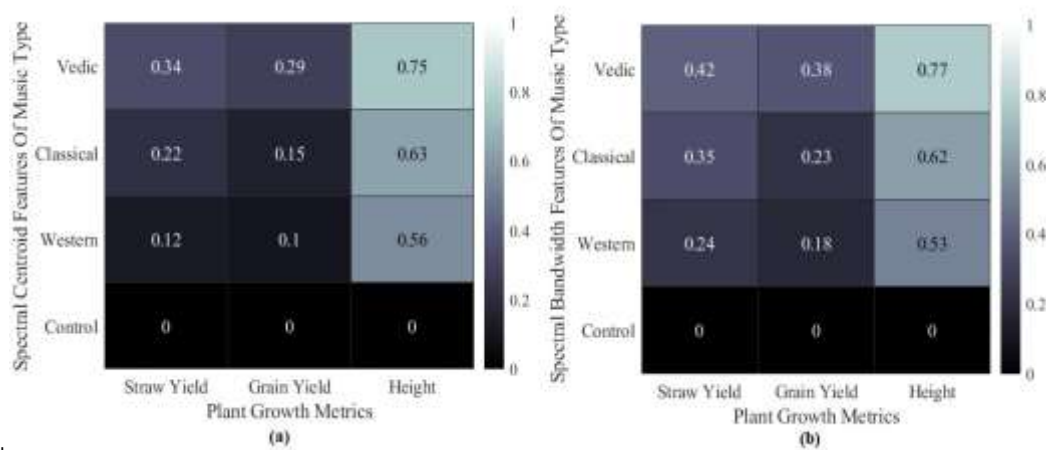 Spectral Centroid Features Of Music Type
Vedic 0.34 0.29 0.75
Classical 0.22 0.15 0.63
Western 0.12 0.1 0.56
Control 0 0 0
Straw Yield Grain Yield Height
Plant Growth Metrics
(a)
1
0.8
0.6
0.4
0.2
0
Spectral Bandwidth Features Of Music Type
Vedic 0.42 0.38 0.77
Classical 0.35 0.23 0.62
Western 0.24 0.18 0.53
Control 0 0 0
Straw Yield Grain Yield Height
Plant Growth Metrics
(b)
1
0.8
0.6
0.4
0.2
0